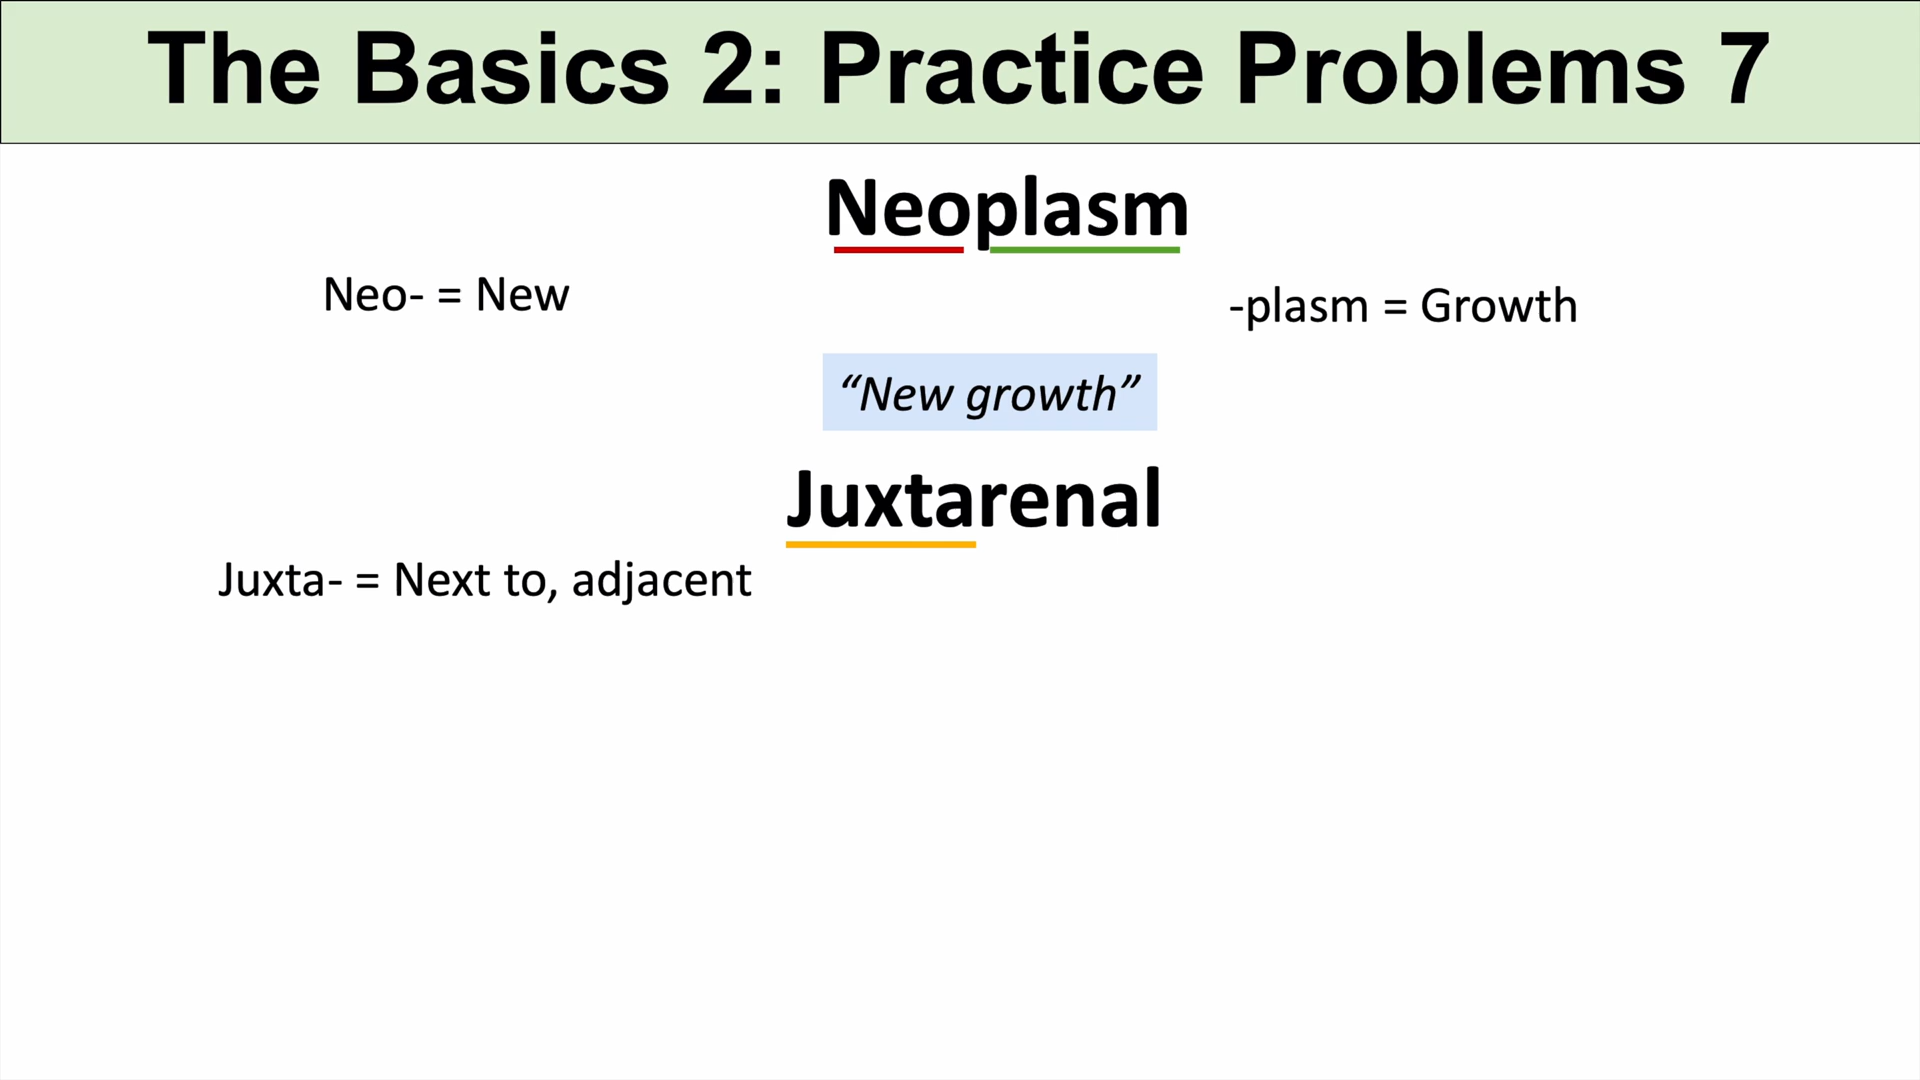 The Basics 2: Practice Problems 7
Neoplasm
Neo- = New
-plasm = Growth
“New growth”
Juxtarenal
Juxta- = Next to, adjacent